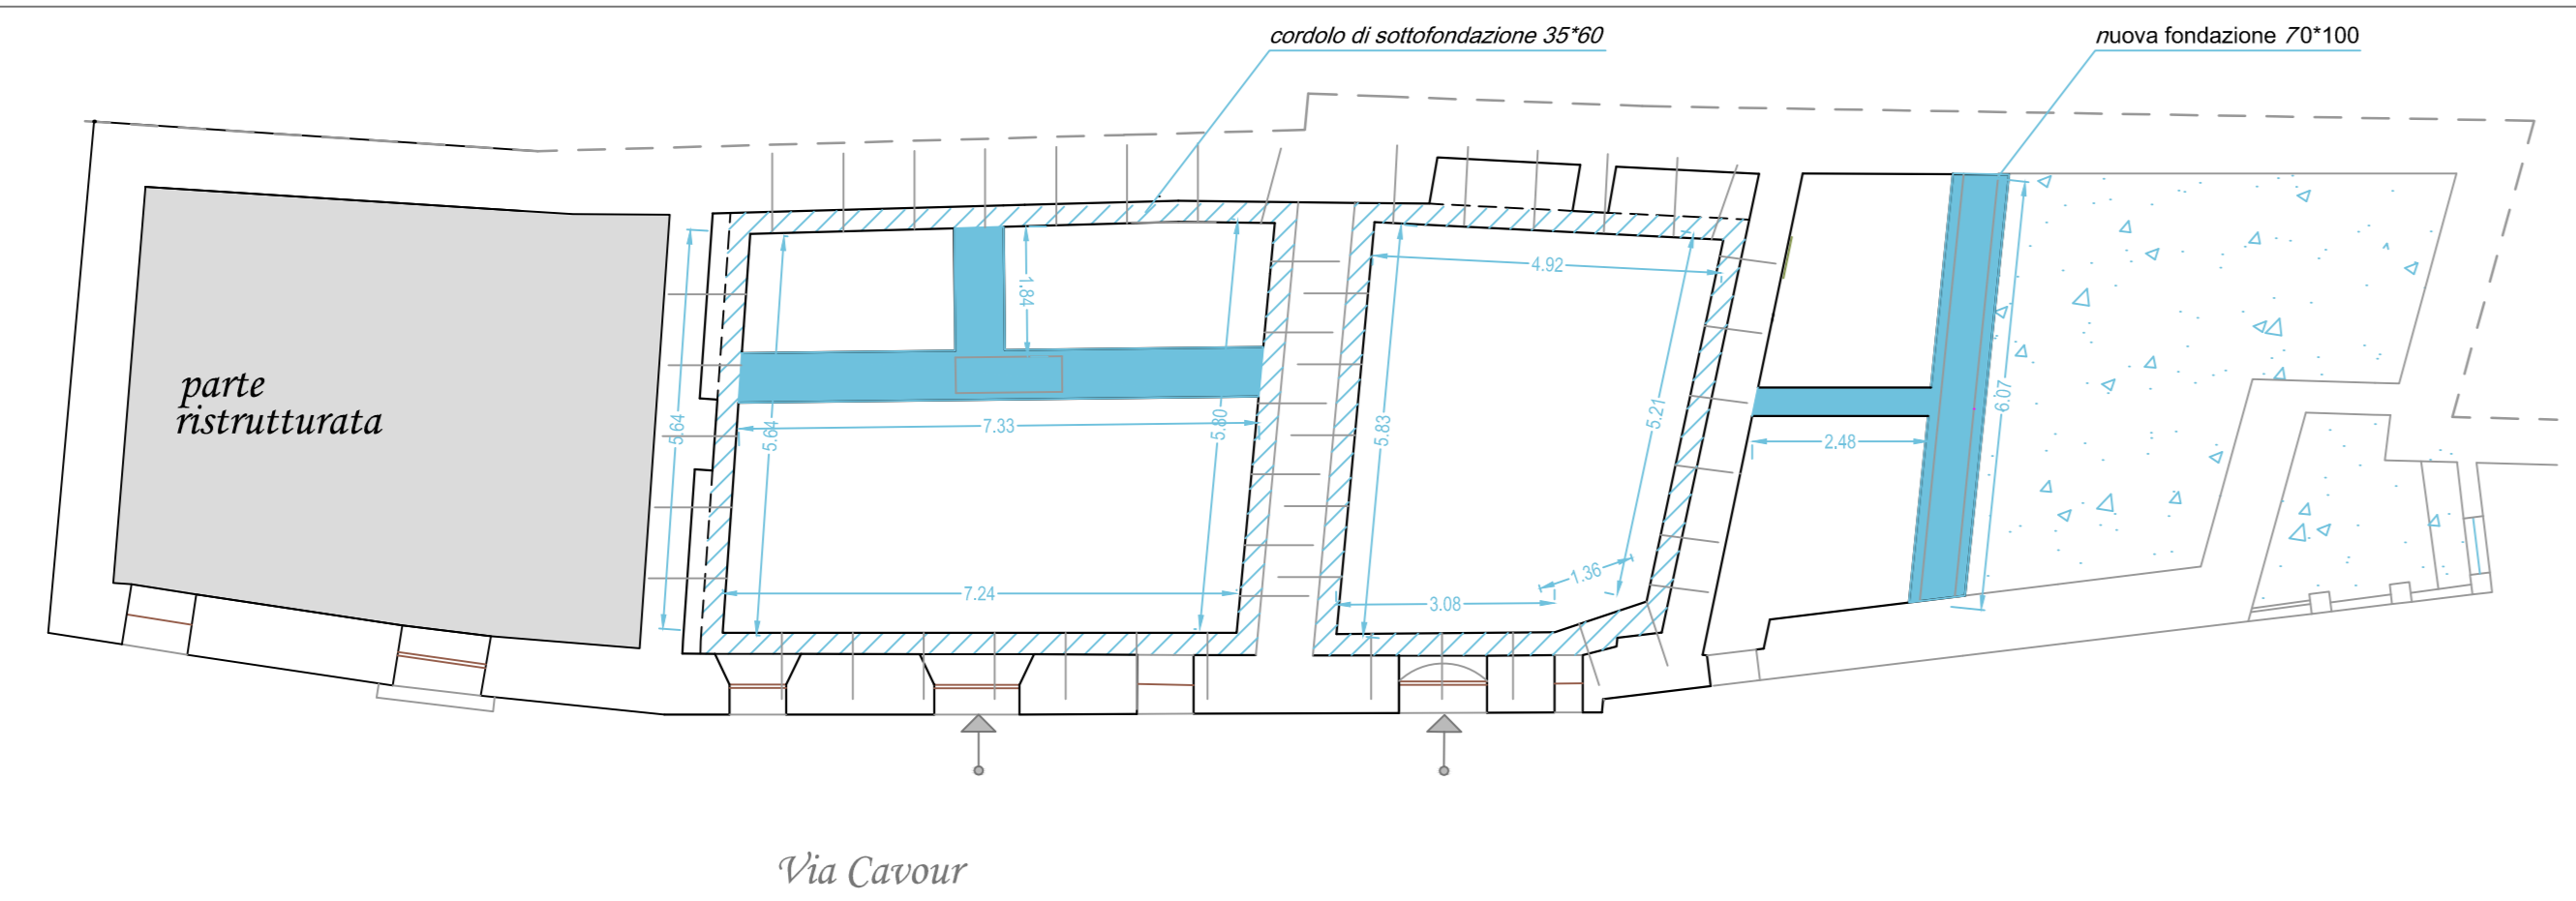 cordolo di sottofondazione 35*60
nuova fondazione 70*100
parte
ristrutturata
5.64
5.64
1.84
7.33
5.80
7.24
4.92
5.83
5.21
1.36
3.08
2.48
6.07
Via Cavour